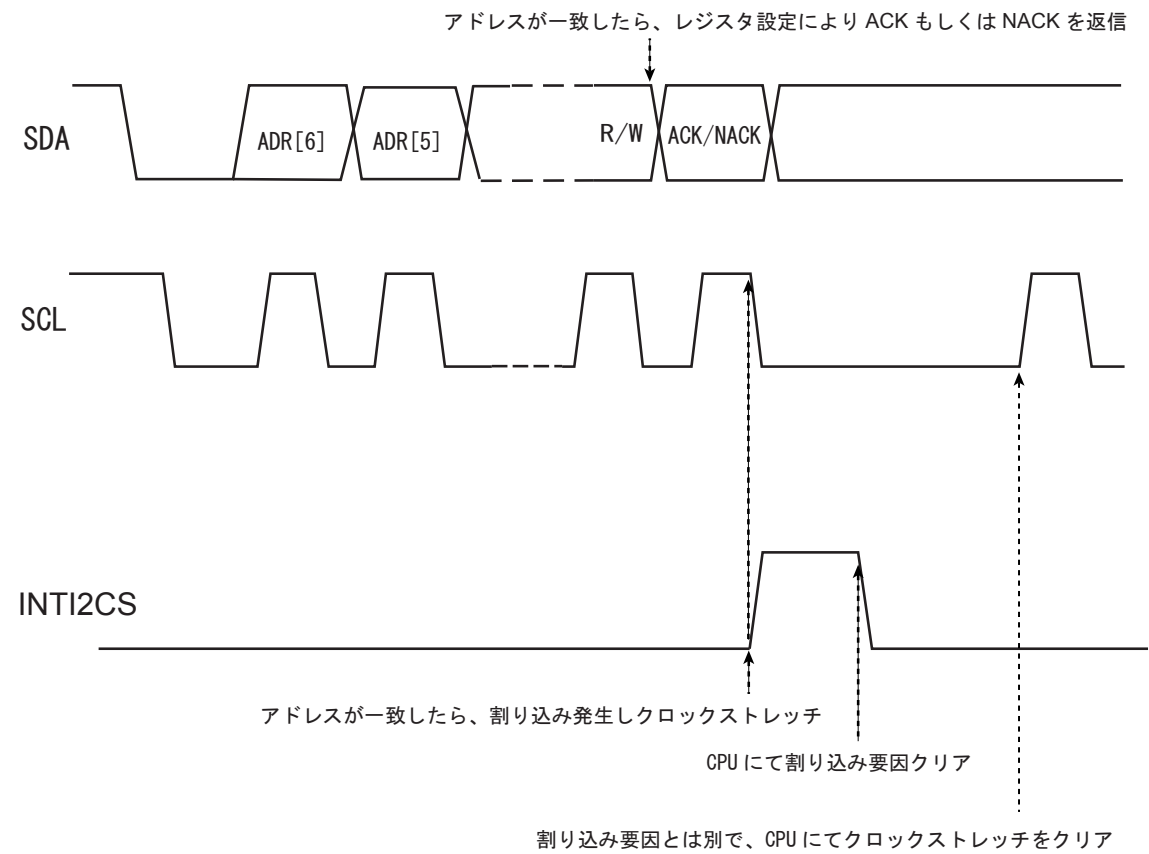 アドレスが一致したら、レジスタ設定により ACK もしくは NACK を返信
SDA
ADR[6]
ADR[5]
R/W
ACK/NACK
SCL
INTI2CS
アドレスが一致したら、割り込み発生しクロックストレッチ
CPU にて割り込み要因クリア
割り込み要因とは別で、CPU にてクロックストレッチをクリア